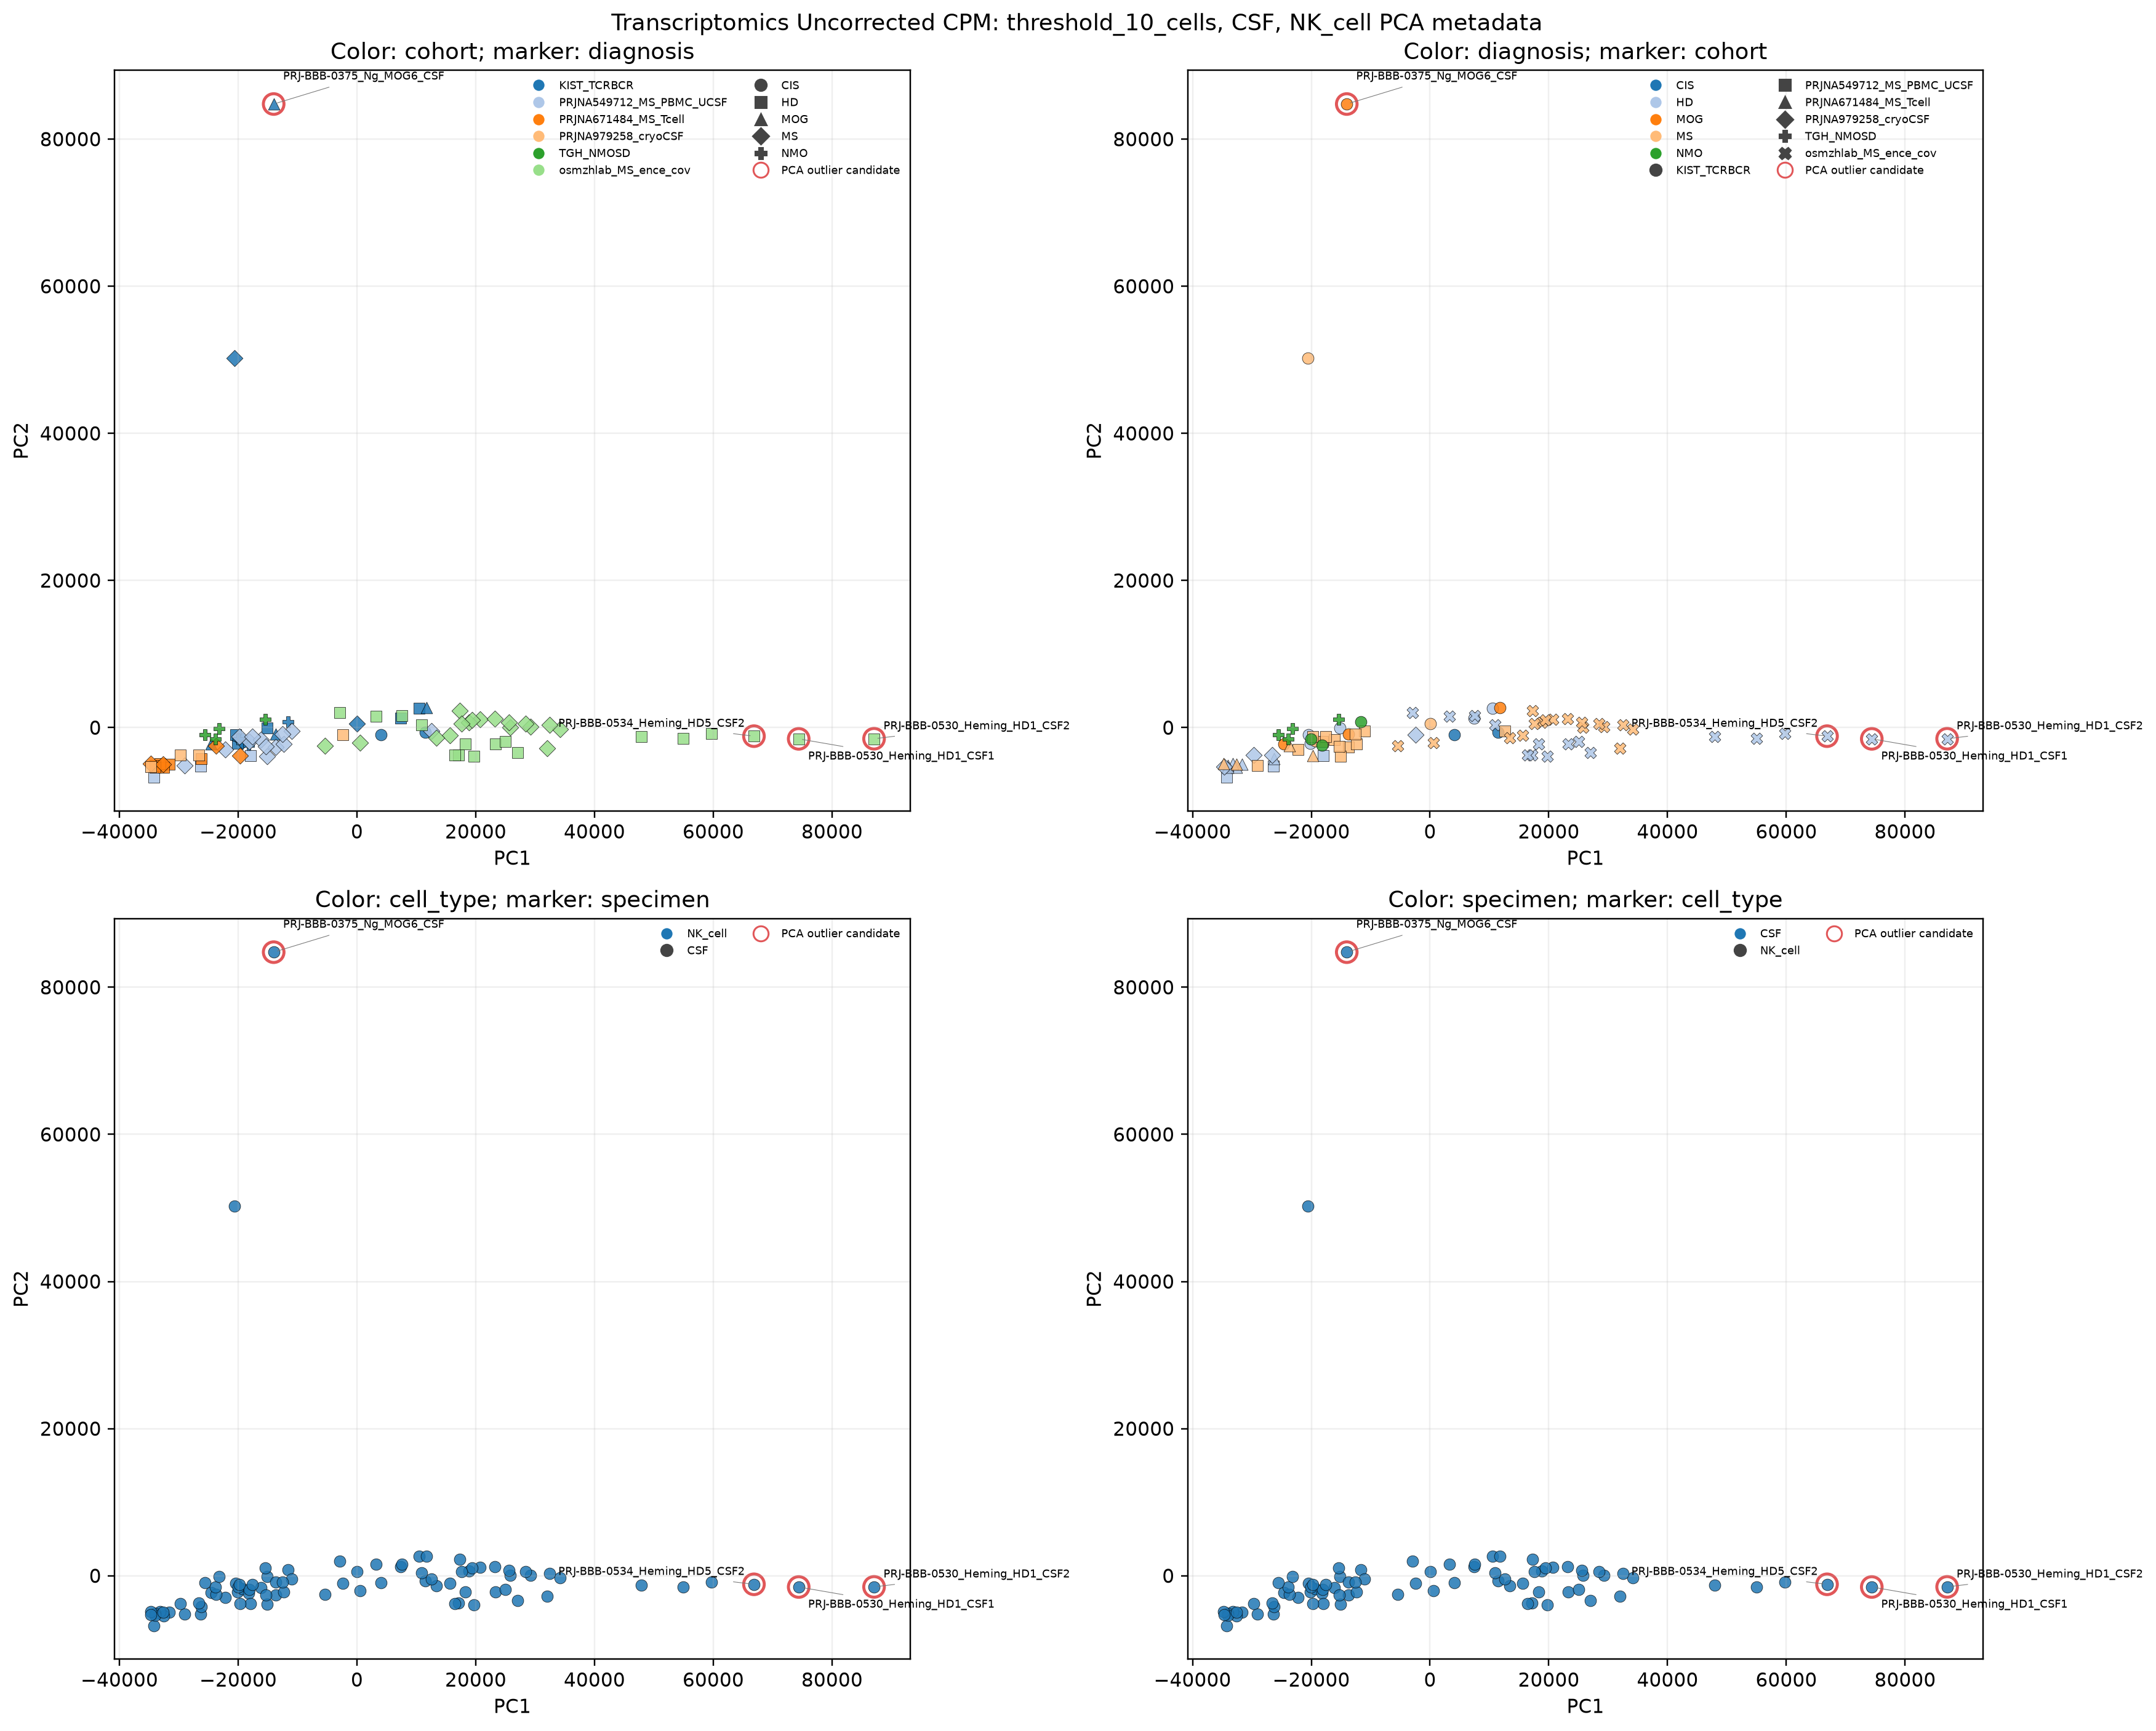 Transcriptomics Uncorrected CPM: threshold_10_cells, CSF, NK_cell PCA metadata
Color: cohort; marker: diagnosis
PRJ-BBB-0375_Ng_MOG6_CSF
KIST_TCRBCR
PRJNA549712_MS_PBMC_UCSF
PRJNA671484_MS_Tcell
PRJNA979258_cryoCSF
TGH_NMOSD
osmzhlab_MS_ence_cov
CIS
HD
MOG
MS
NMO
PCA outlier candidate
80000
60000
40000
20000
0
PC2
PRJ-BBB-0534_Heming_HD5_CSF2
PRJ-BBB-0530_Heming_HD1_CSF2
PRJ-BBB-0530_Heming_HD1_CSF1
−40000 −20000 0 20000 40000 60000 80000
PC1
Color: diagnosis; marker: cohort
PRJ-BBB-0375_Ng_MOG6_CSF
CIS
HD
MOG
MS
NMO
KIST_TCRBCR
PRJNA549712_MS_PBMC_UCSF
PRJNA671484_MS_Tcell
PRJNA979258_cryoCSF
TGH_NMOSD
osmzhlab_MS_ence_cov
PCA outlier candidate
80000
60000
40000
20000
0
PC2
PRJ-BBB-0534_Heming_HD5_CSF2
PRJ-BBB-0530_Heming_HD1_CSF2
PRJ-BBB-0530_Heming_HD1_CSF1
−40000 −20000 0 20000 40000 60000 80000
PC1
Color: cell_type; marker: specimen
PRJ-BBB-0375_Ng_MOG6_CSF
NK_cell
CSF
PCA outlier candidate
80000
60000
40000
20000
0
PC2
PRJ-BBB-0534_Heming_HD5_CSF2
PRJ-BBB-0530_Heming_HD1_CSF2
PRJ-BBB-0530_Heming_HD1_CSF1
−40000 −20000 0 20000 40000 60000 80000
PC1
Color: specimen; marker: cell_type
PRJ-BBB-0375_Ng_MOG6_CSF
CSF
NK_cell
PCA outlier candidate
80000
60000
40000
20000
0
PC2
PRJ-BBB-0534_Heming_HD5_CSF2
PRJ-BBB-0530_Heming_HD1_CSF2
PRJ-BBB-0530_Heming_HD1_CSF1
−40000 −20000 0 20000 40000 60000 80000
PC1